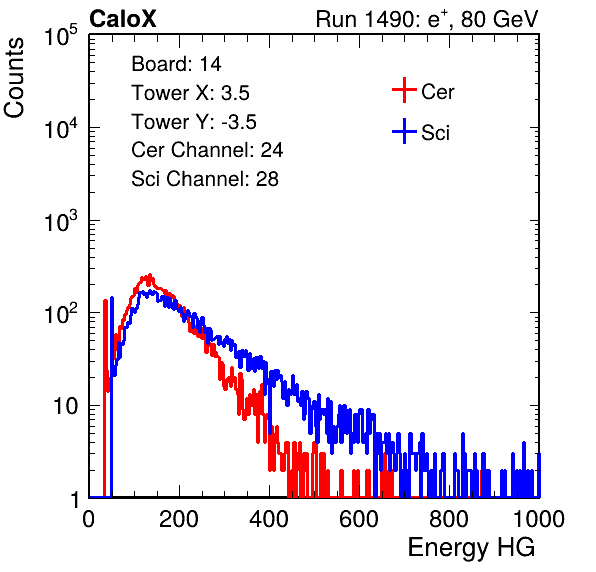 CaloX Run 1490: e+, 80 GeV
Counts
Board: 14
Tower X: 3.5
Tower Y: -3.5
Cer Channel: 24
Sci Channel: 28
Cer
Sci
10^5
10^4
10^3
10^2
10
1
0 200 400 600 800 1000
Energy HG